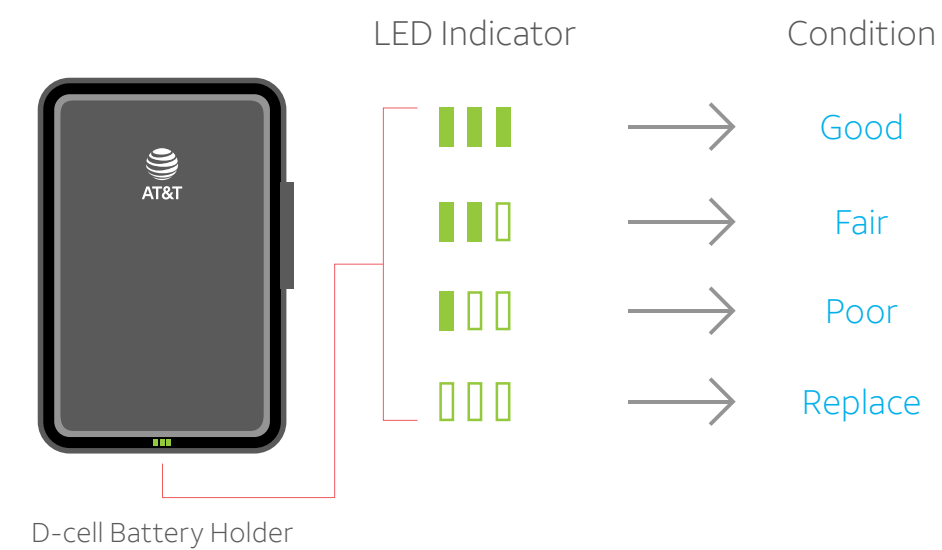 LED Indicator
Condition
AT&T
Good
Fair
Poor
Replace
D-cell Battery Holder